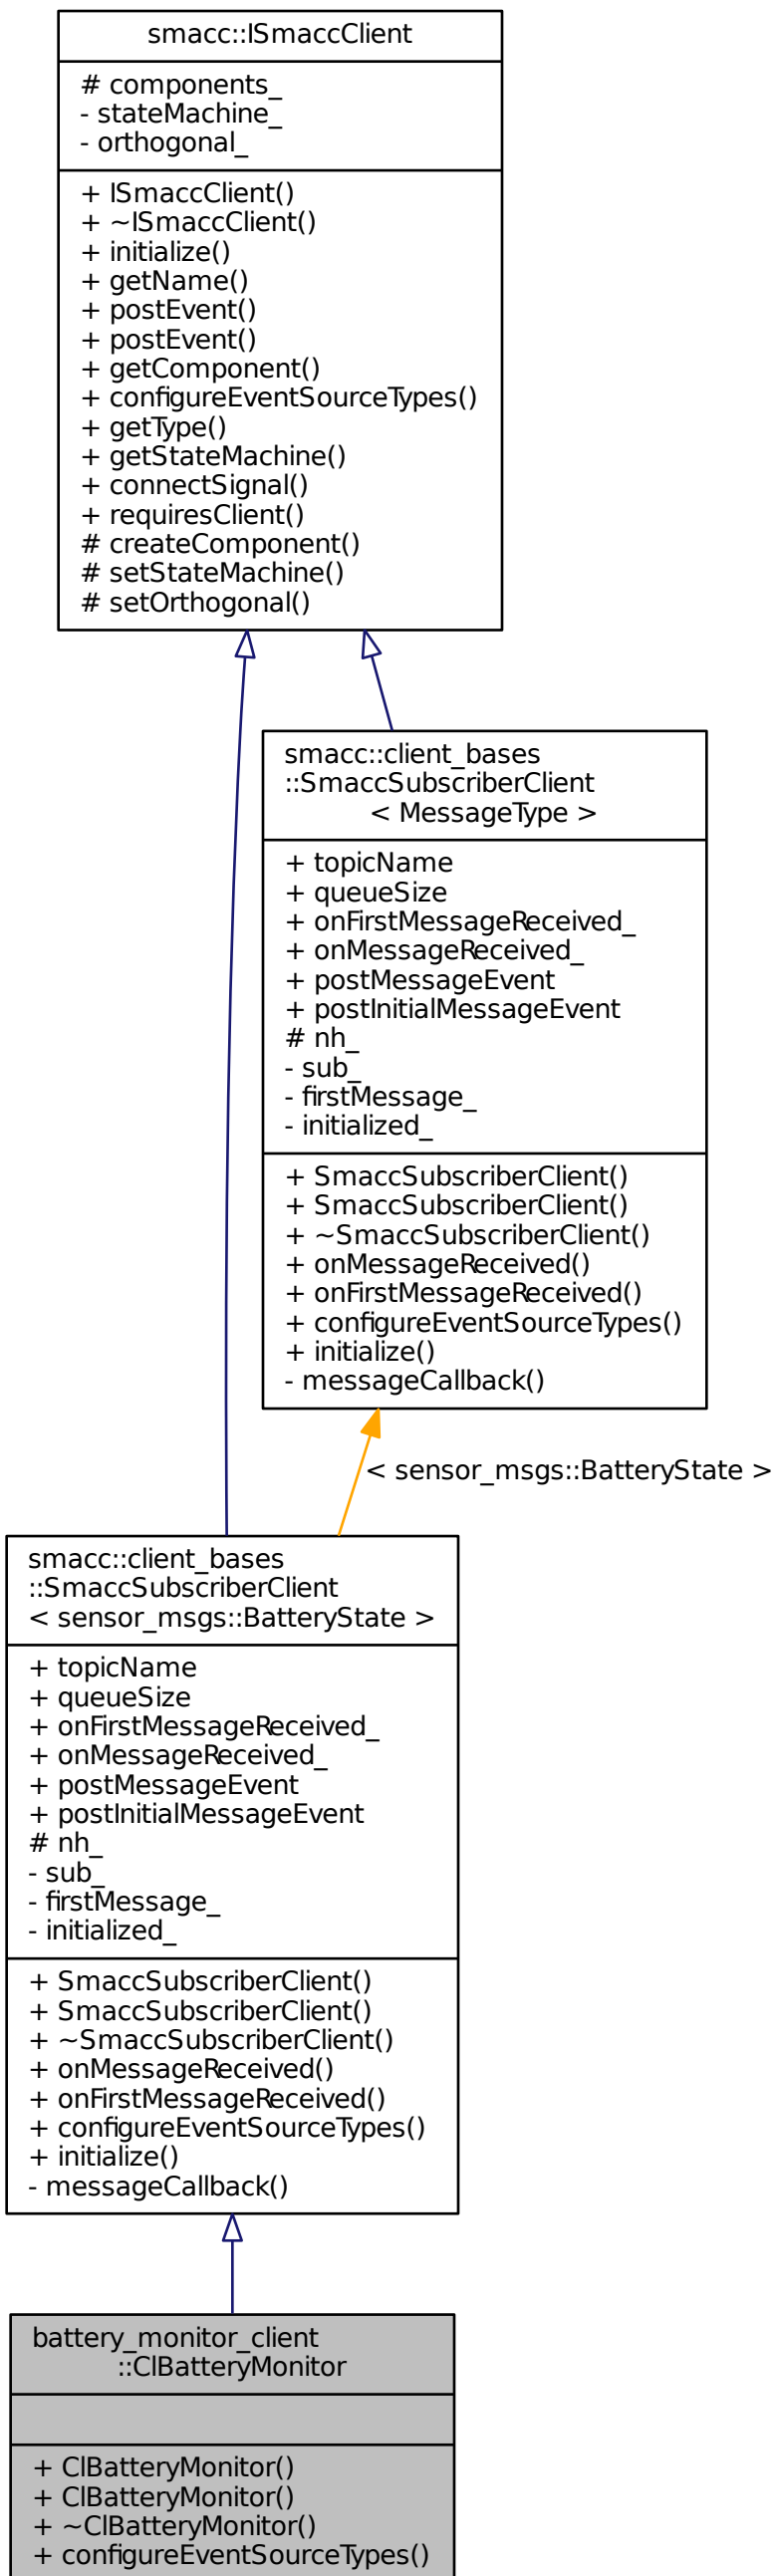 smacc::ISmaccClient
# components_
- stateMachine_
- orthogonal_
+ ISmaccClient()
+ ~ISmaccClient()
+ initialize()
+ getName()
+ postEvent()
+ postEvent()
+ getComponent()
+ configureEventSourceTypes()
+ getType()
+ getStateMachine()
+ connectSignal()
+ requiresClient()
# createComponent()
# setStateMachine()
# setOrthogonal()
smacc::client_bases
::SmaccSubscriberClient
< MessageType >
+ topicName
+ queueSize
+ onFirstMessageReceived_
+ onMessageReceived_
+ postMessageEvent
+ postInitialMessageEvent
# nh_
- sub_
- firstMessage_
- initialized_
+ SmaccSubscriberClient()
+ SmaccSubscriberClient()
+ ~SmaccSubscriberClient()
+ onMessageReceived()
+ onFirstMessageReceived()
+ configureEventSourceTypes()
+ initialize()
- messageCallback()
< sensor_msgs::BatteryState >
smacc::client_bases
::SmaccSubscriberClient
< sensor_msgs::BatteryState >
+ topicName
+ queueSize
+ onFirstMessageReceived_
+ onMessageReceived_
+ postMessageEvent
+ postInitialMessageEvent
# nh_
- sub_
- firstMessage_
- initialized_
+ SmaccSubscriberClient()
+ SmaccSubscriberClient()
+ ~SmaccSubscriberClient()
+ onMessageReceived()
+ onFirstMessageReceived()
+ configureEventSourceTypes()
+ initialize()
- messageCallback()
battery_monitor_client
::ClBatteryMonitor
+ ClBatteryMonitor()
+ ClBatteryMonitor()
+ ~ClBatteryMonitor()
+ configureEventSourceTypes()